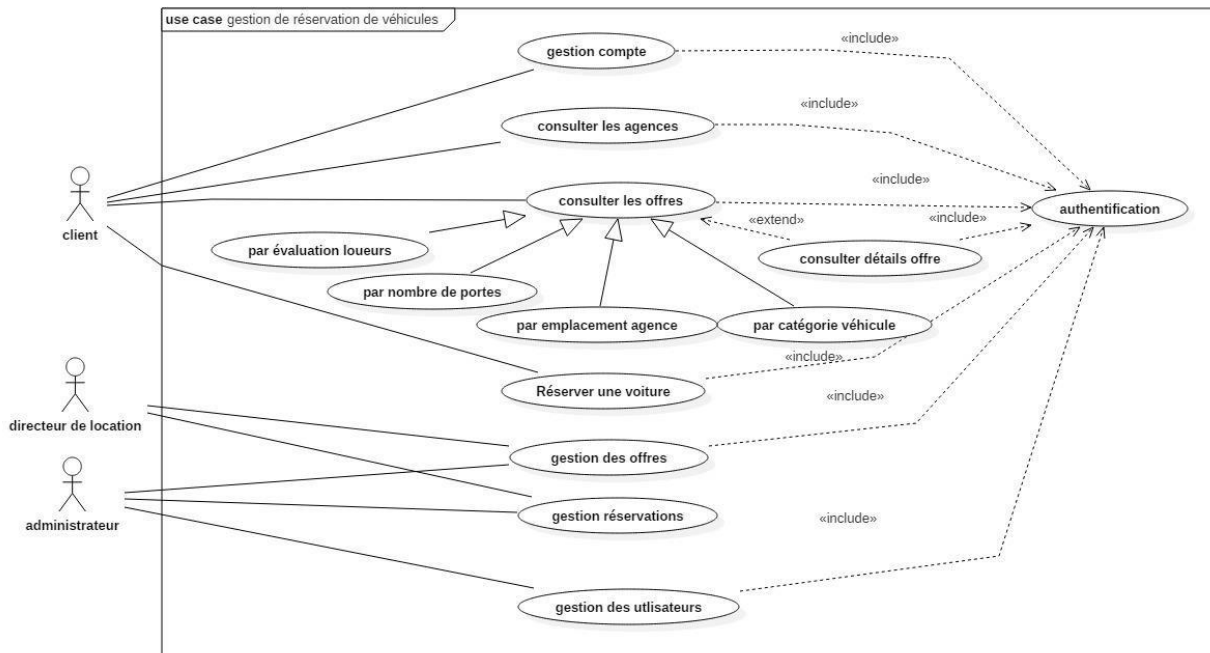 use case gestion de réservation de véhicules
gestion compte
«include»
consulter les agences
«include»
consulter les offres
«include»
authentification
client
«extend»
«include»
par évaluation loueurs
consulter détails offre
par nombre de portes
par emplacement agence
par catégorie véhicule
«include»
Réserver une voiture
«include»
directeur de location
gestion des offres
administrateur
gestion réservations
«include»
gestion des utlisateurs